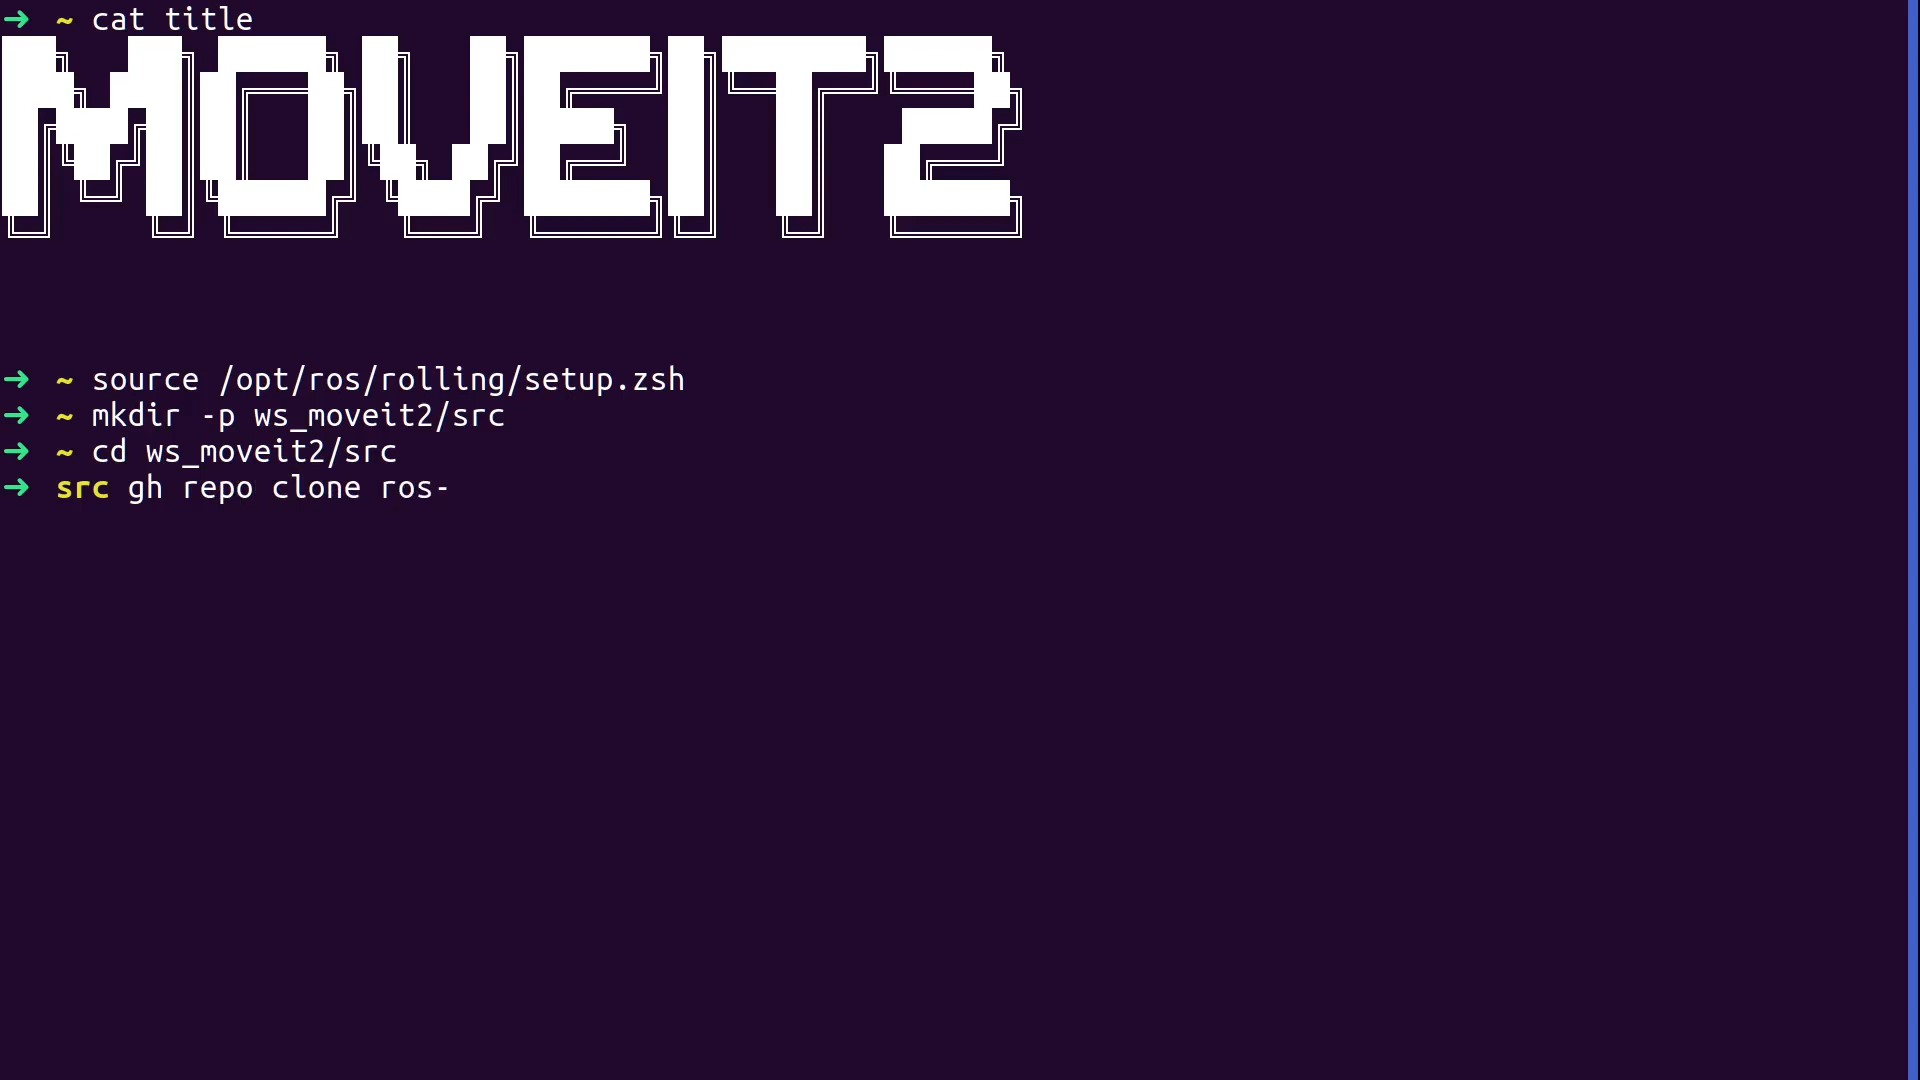 ➜ ~ cat title
MOVEIT2
➜ ~ source /opt/ros/rolling/setup.zsh
➜ ~ mkdir -p ws_moveit2/src
➜ ~ cd ws_moveit2/src
➜ src gh repo clone ros-